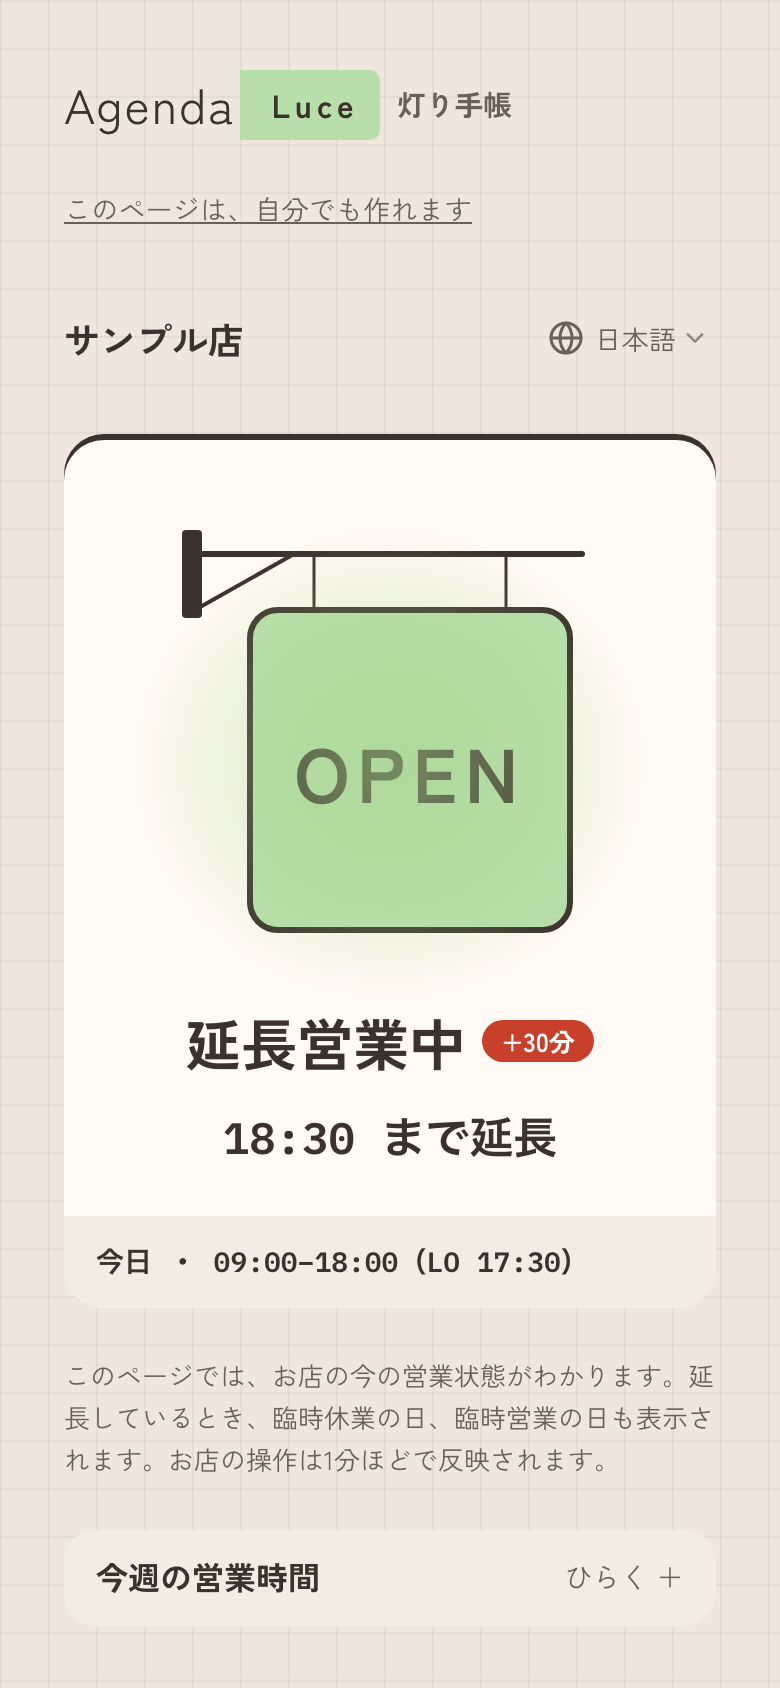 Agenda Luce 灯り手帳
このページは、自分でも作れます
サンプル店 日本語
OPEN
延長営業中 +30分
18:30 まで延長
今日 ・ 09:00–18:00 (LO 17:30)
このページでは、お店の今の営業状態がわかります。延
長しているとき、臨時休業の日、臨時営業の日も表示さ
れます。お店の操作は1分ほどで反映されます。
今週の営業時間 ひらく +